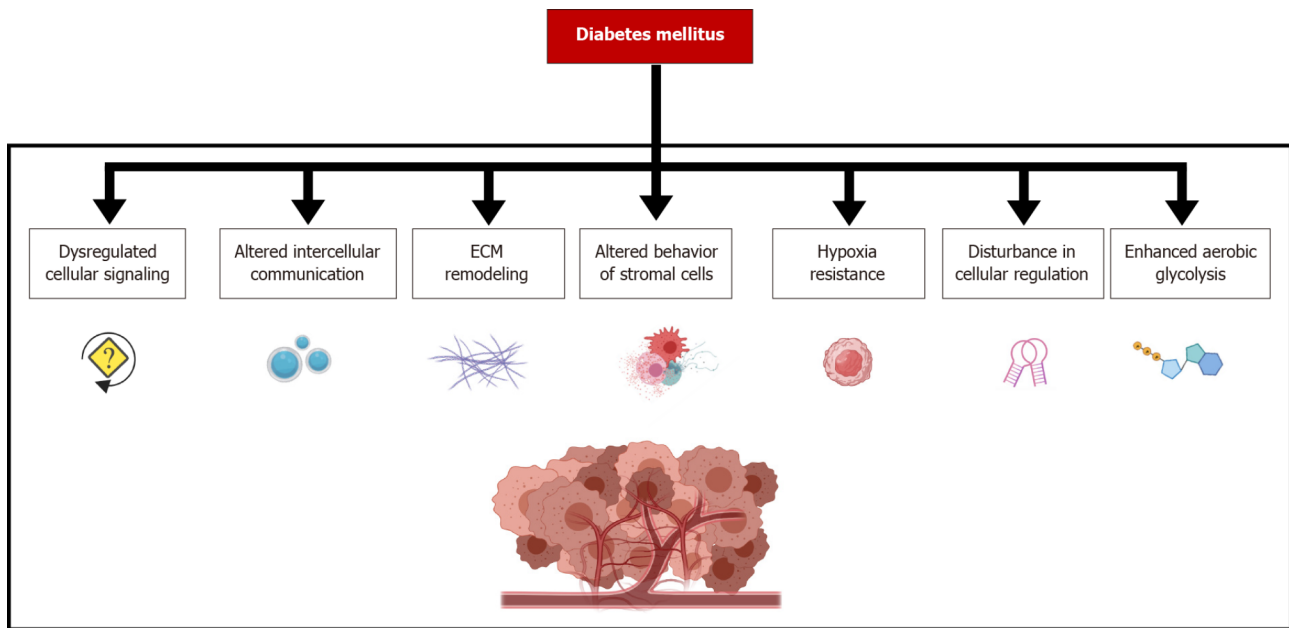 Diabetes mellitus
Dysregulated
cellular signaling
Altered intercellular
communication
ECM
remodeling
Altered behavior
of stromal cells
Hypoxia
resistance
Disturbance in
cellular regulation
Enhanced aerobic
glycolysis
?